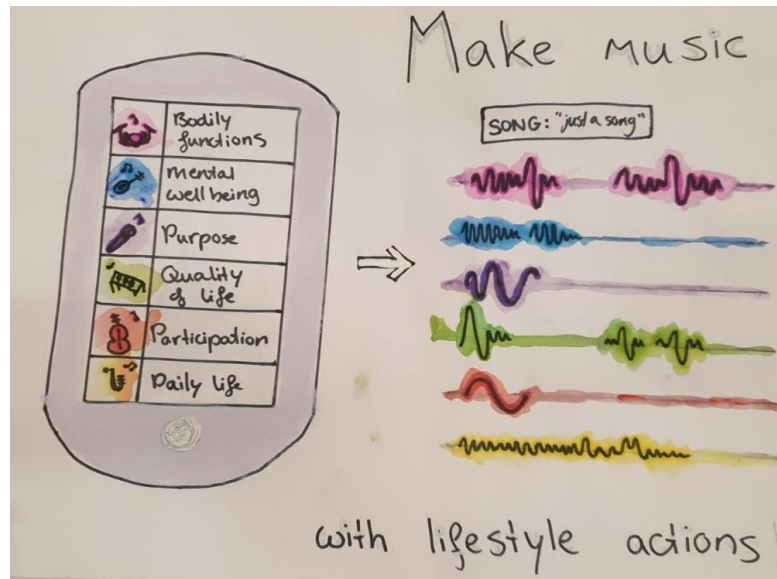 Make music
SONG: "just a song"
Bodily
functions
mental
well being
Purpose
Quality
of life
Participation
Daily life
with lifestyle actions!